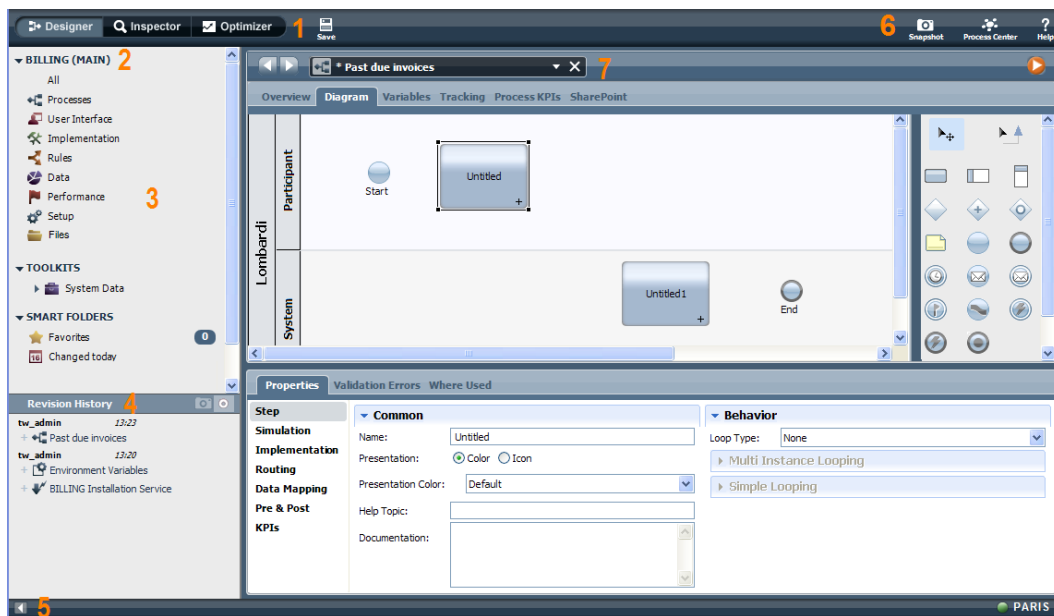 Designer Inspector Optimizer 1 Save 6 Snapshot Process Center Help
BILLING (MAIN) 2
All
Processes
User Interface
Implementation
Rules
Data
Performance
3
Setup
Files
TOOLKITS
System Data
SMART FOLDERS
Favorites 0
16 Changed today
Revision History 4
tw_admin 13:23
+ Past due invoices
tw_admin 13:20
+ Environment Variables
+ BILLING Installation Service
5
* Past due invoices 7
Overview Diagram Variables Tracking Process KPIs SharePoint
Lombardi
Participant
Start
Untitled
+
System
Untitled1
+
End
Properties Validation Errors Where Used
Step
Simulation
Implementation
Routing
Data Mapping
Pre & Post
KPIs
Common
Name: Untitled
Presentation: Color Icon
Presentation Color: Default
Help Topic:
Documentation:
Behavior
Loop Type: None
Multi Instance Looping
Simple Looping
PARIS